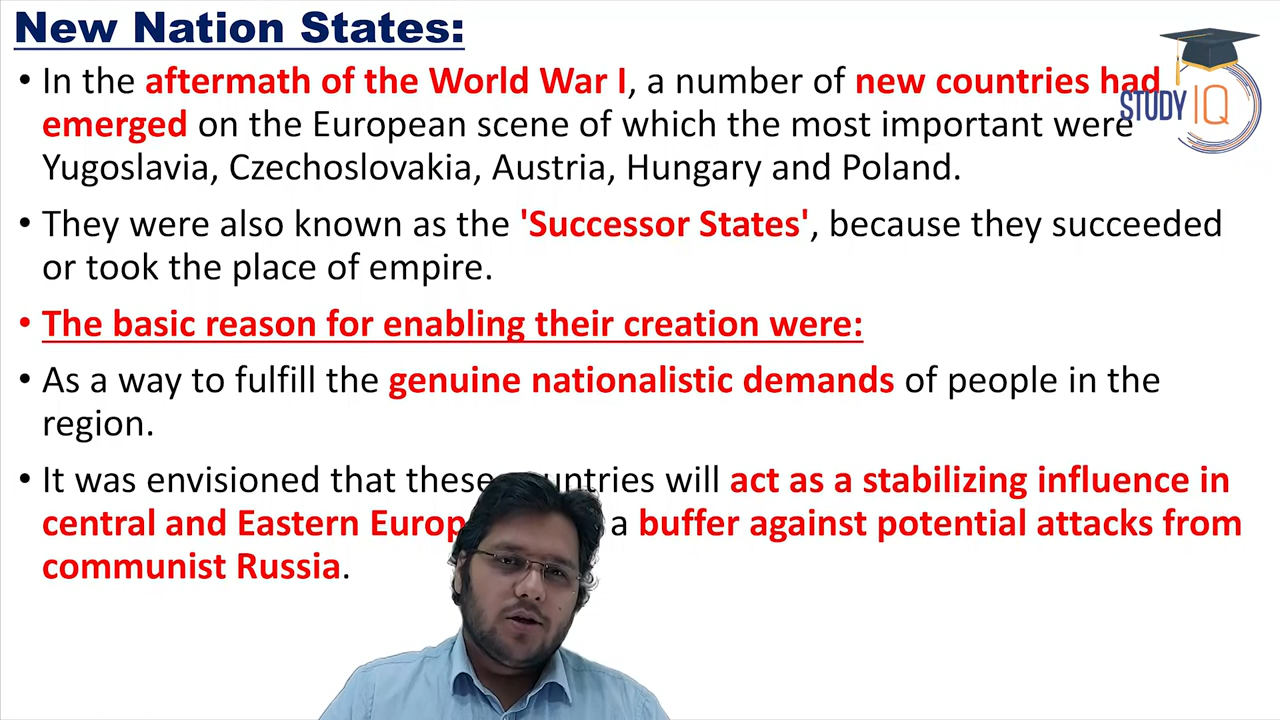 New Nation States:
• In the aftermath of the World War I, a number of new countries had
emerged on the European scene of which the most important were
Yugoslavia, Czechoslovakia, Austria, Hungary and Poland.
• They were also known as the 'Successor States', because they succeeded
or took the place of empire.
• The basic reason for enabling their creation were:
• As a way to fulfill the genuine nationalistic demands of people in the
region.
• It was envisioned that these countries will act as a stabilizing influence in
central and Eastern a buffer against potential attacks from
communist Russia.
STUDY IQ